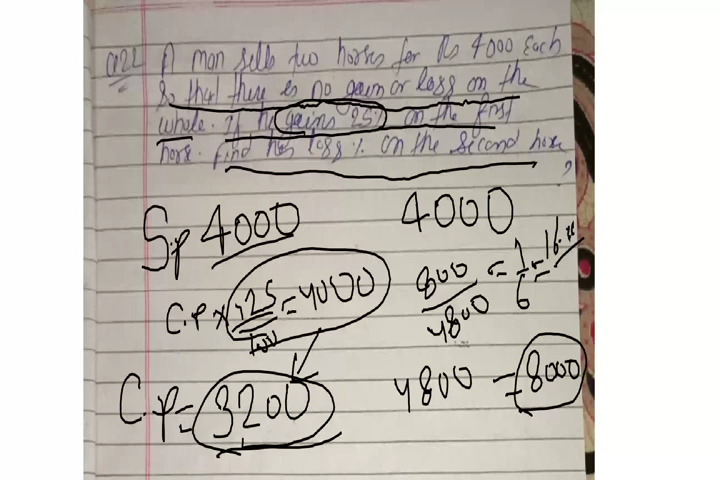 Q22 A man sells two horses for Rs 4000 Each
So that there is no gain or loss on the
whole. If he gains 25% on the first
horse. Find his loss % on the second horse
?
S.p 4000 4000
C.P x 125/100 = 4000 800/4800 = 1/6 = 16.
C.p = 3200 4800 = 8000